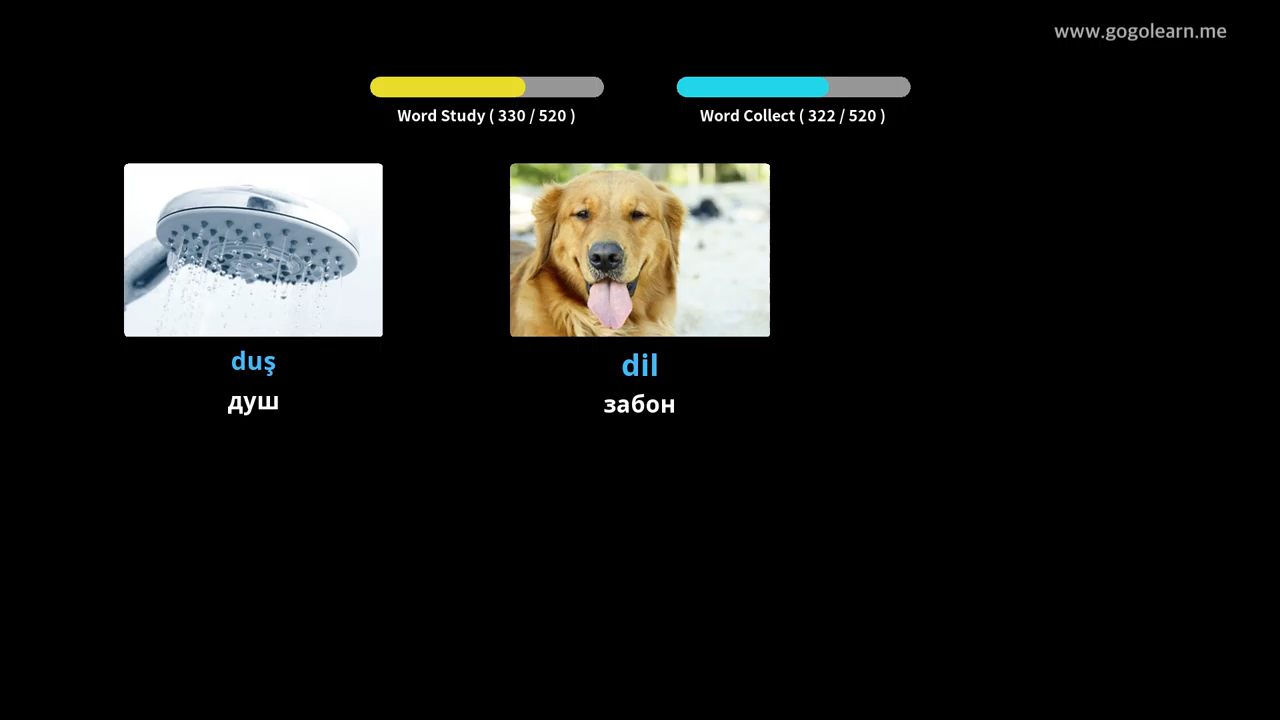 www.gogolearn.me
Word Study ( 330 / 520 )
Word Collect ( 322 / 520 )
duş
душ
dil
забон